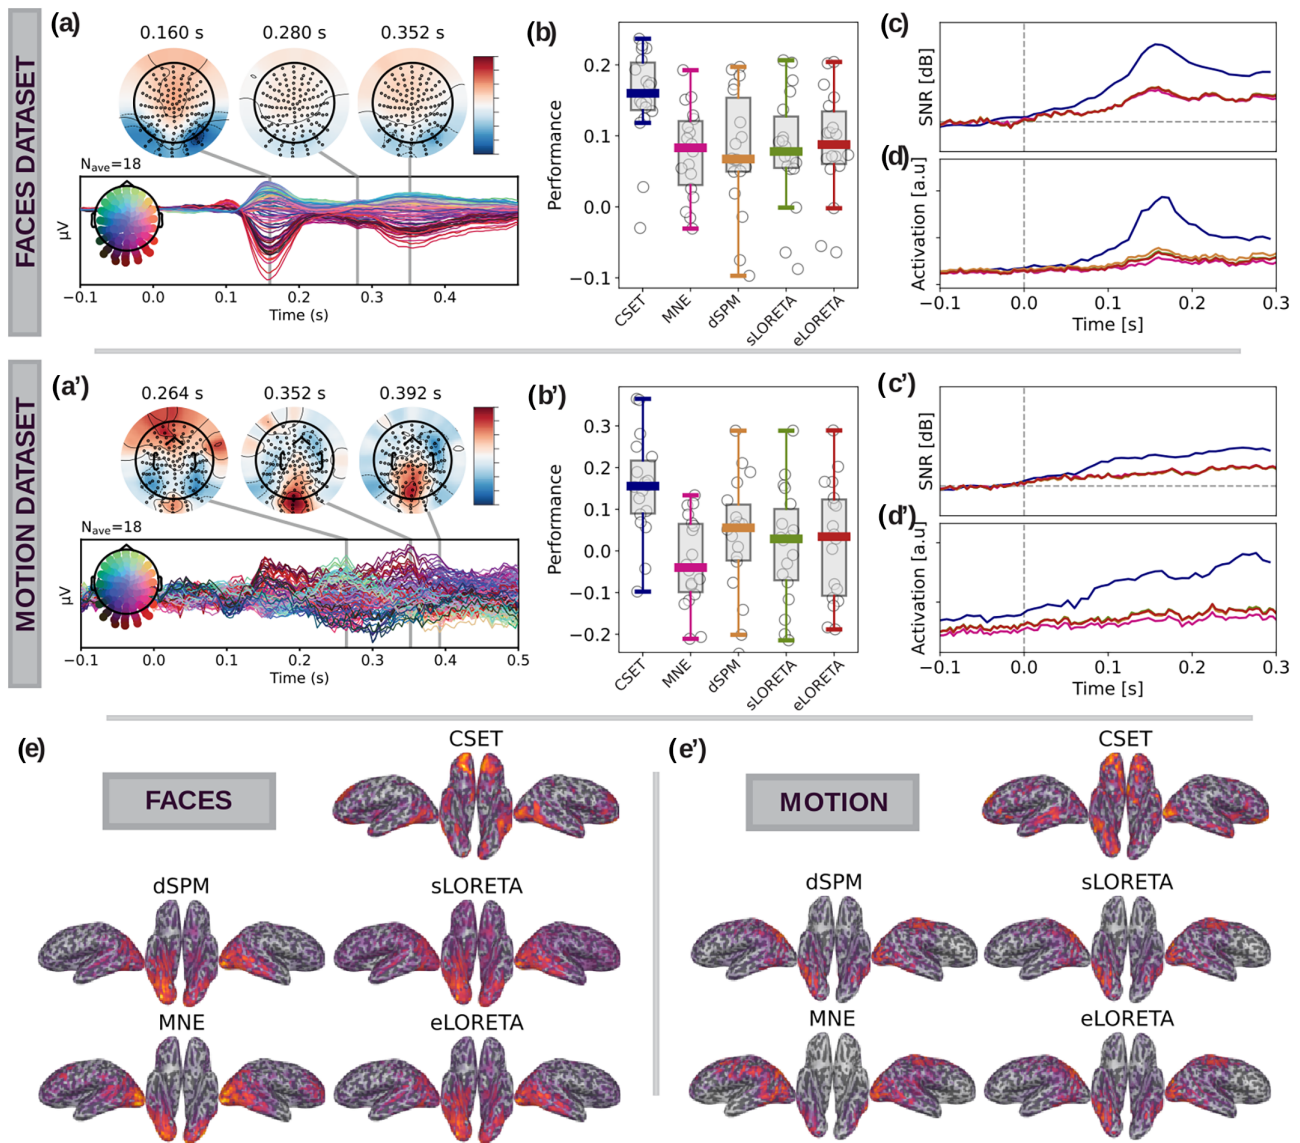 FACES DATASET
(a)
0.160 s
0.280 s
0.352 s
Nave=18
µV
−0.1
0.0
0.1
0.2
0.3
0.4
Time (s)
(b)
Performance
0.2
0.1
0.0
−0.1
CSET
MNE
dSPM
sLORETA
eLORETA
(c)
SNR [dB]
(d)
Activation [a.u
−0.1
0.0
0.1
0.2
0.3
Time [s]
MOTION DATASET
(a')
0.264 s
0.352 s
0.392 s
Nave=18
µV
−0.1
0.0
0.1
0.2
0.3
0.4
0.5
Time (s)
(b')
Performance
0.3
0.2
0.1
0.0
−0.1
−0.2
CSET
MNE
dSPM
sLORETA
eLORETA
(c')
SNR [dB]
(d')
Activation [a.u
−0.1
0.0
0.1
0.2
0.3
Time [s]
(e)
FACES
CSET
dSPM
sLORETA
MNE
eLORETA
(e')
MOTION
CSET
dSPM
sLORETA
MNE
eLORETA